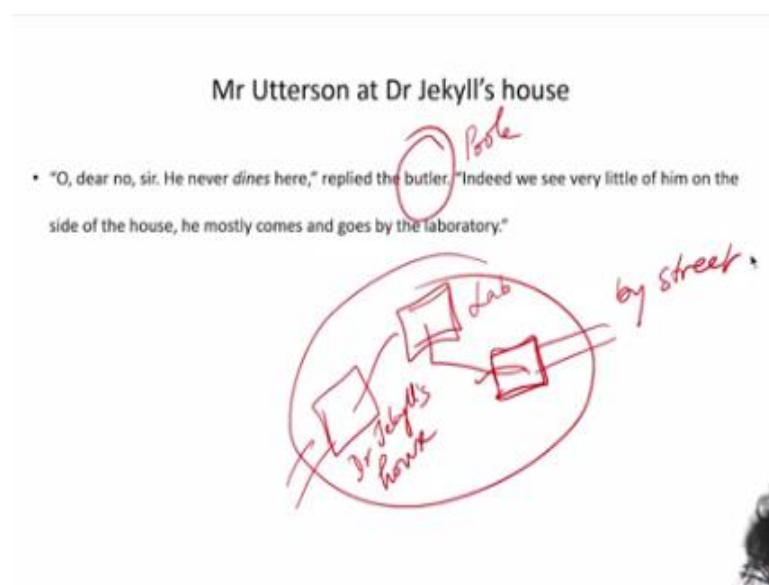 Mr Utterson at Dr Jekyll's house
Poole
• "O, dear no, sir. He never dines here," replied the butler. "Indeed we see very little of him on the
side of the house, he mostly comes and goes by the laboratory."
by street
Lab
Dr Jekyll's
house